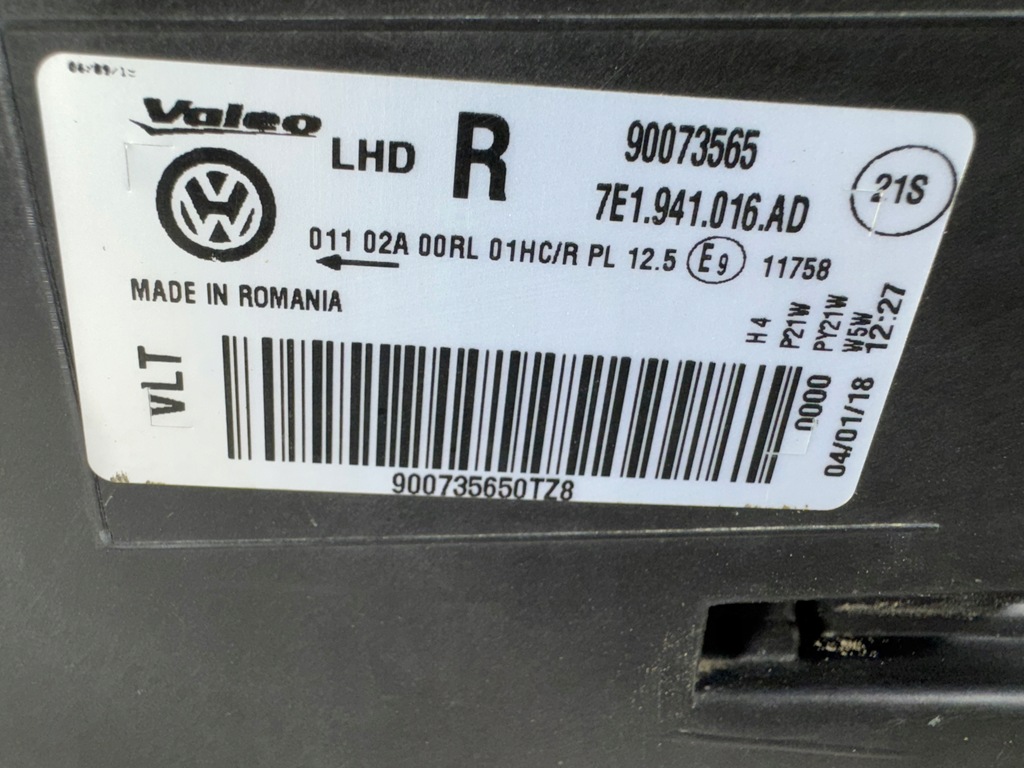 Valeo
LHD
R
90073565
7E1.941.016.AD
21S
011 02A 00RL 01HC/R PL 12.5 E9 11758
MADE IN ROMANIA
VLT
H4
P21W
PY21W
W5W
12:27
0000
04/01/18
900735650TZ8